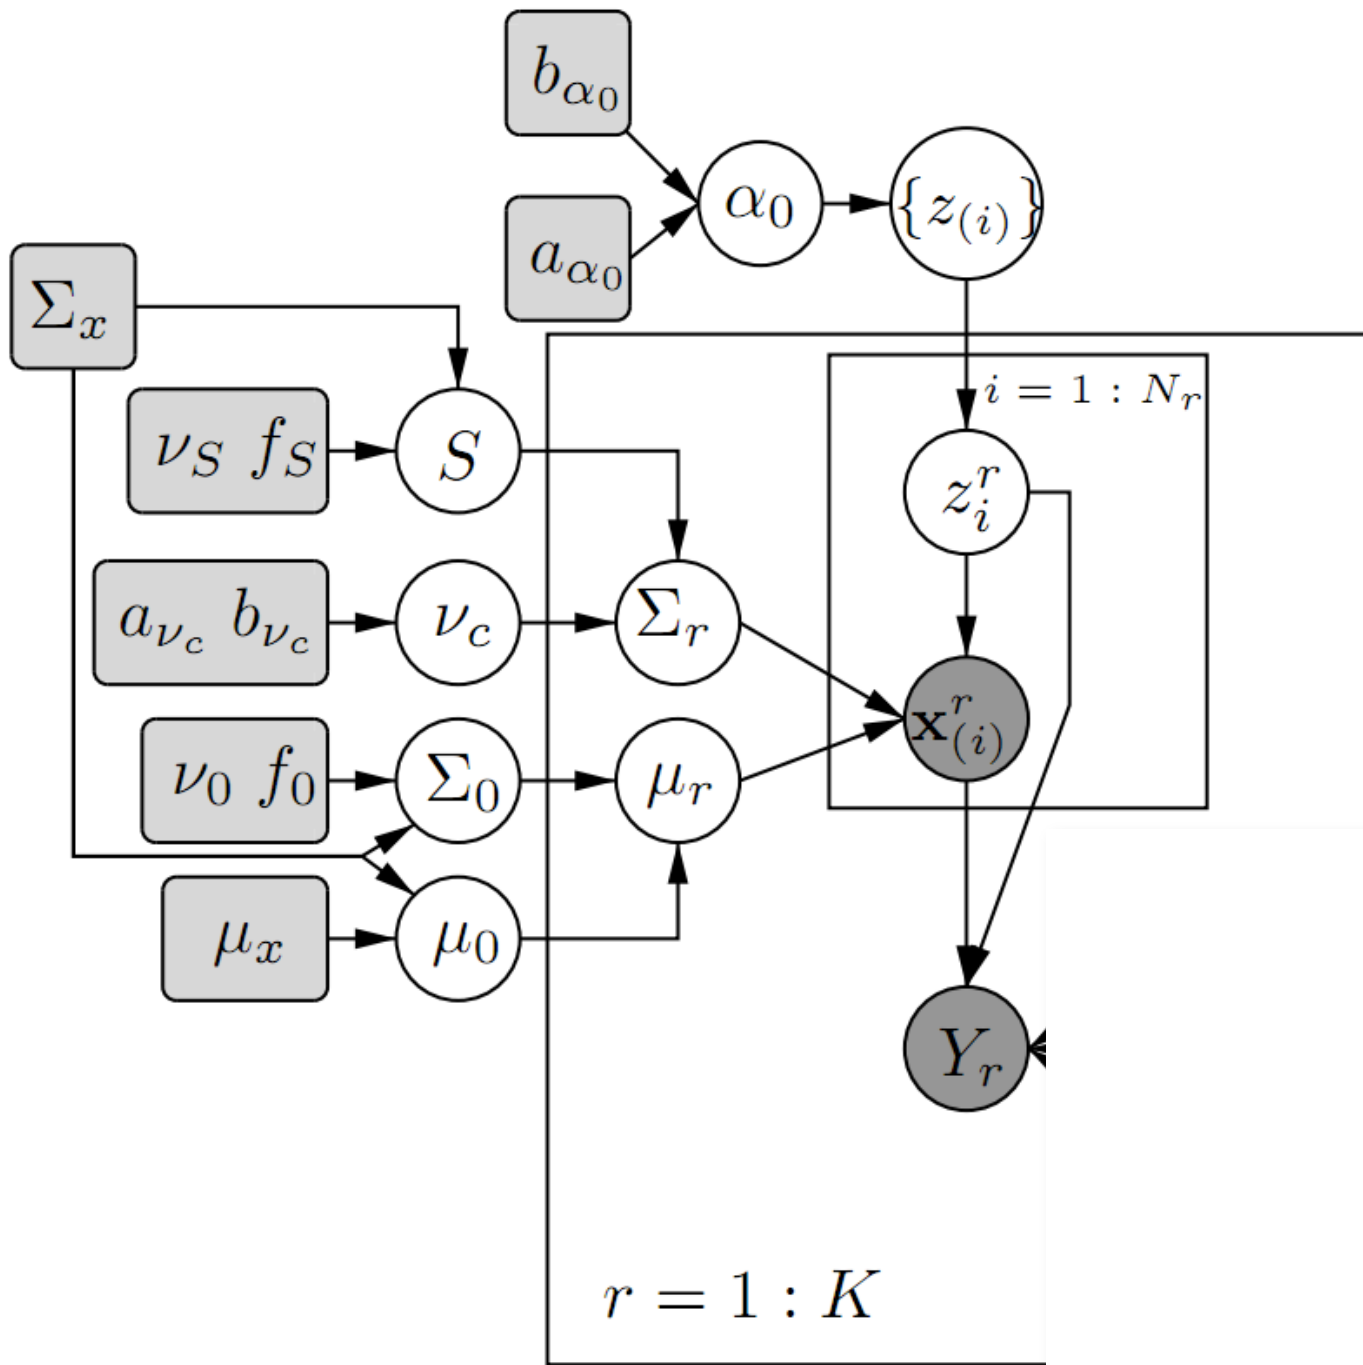 b_{α_0}
a_{α_0}
α_0
{z_{(i)}}
Σ_x
i = 1 : N_r
ν_S f_S
S
z_i^r
a_{ν_c} b_{ν_c}
ν_c
Σ_r
x_{(i)}^r
ν_0 f_0
Σ_0
μ_r
μ_x
μ_0
Y_r
r = 1 : K